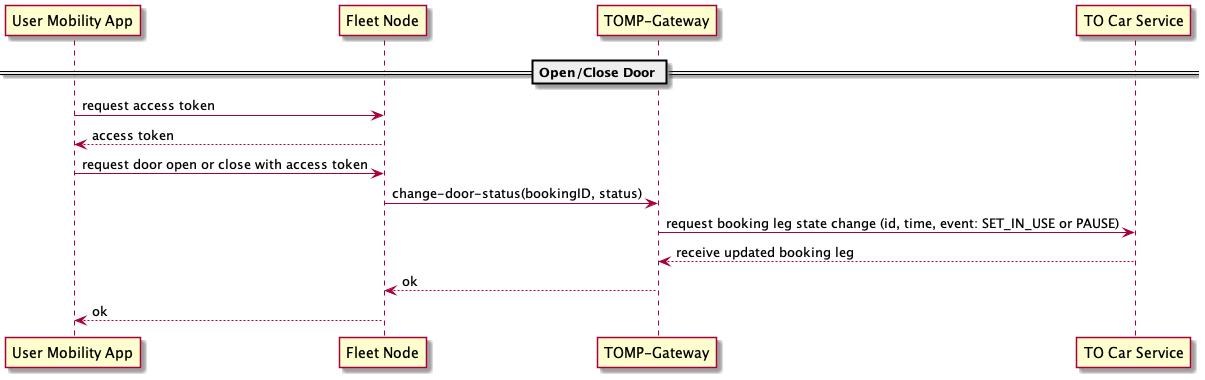 User Mobility App
Fleet Node
TOMP-Gateway
TO Car Service
Open/Close Door
request access token
access token
request door open or close with access token
change-door-status(bookingID, status)
request booking leg state change (id, time, event: SET_IN_USE or PAUSE)
receive updated booking leg
ok
ok
User Mobility App
Fleet Node
TOMP-Gateway
TO Car Service